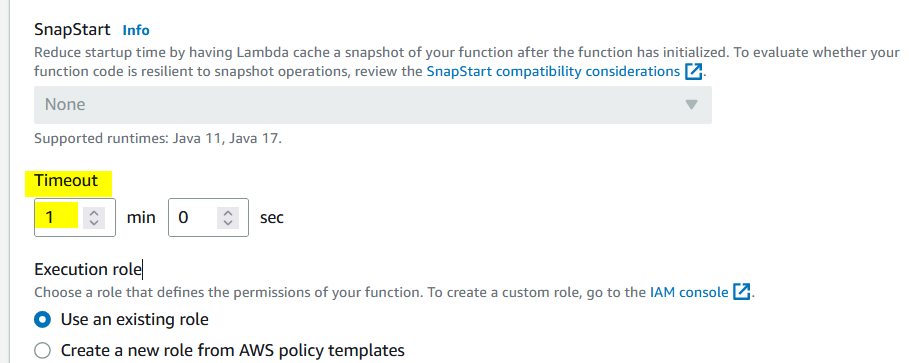 SnapStart Info
Reduce startup time by having Lambda cache a snapshot of your function after the function has initialized. To evaluate whether your
function code is resilient to snapshot operations, review the SnapStart compatibility considerations.
None
Supported runtimes: Java 11, Java 17.
Timeout
1 min 0 sec
Execution role
Choose a role that defines the permissions of your function. To create a custom role, go to the IAM console.
Use an existing role
Create a new role from AWS policy templates